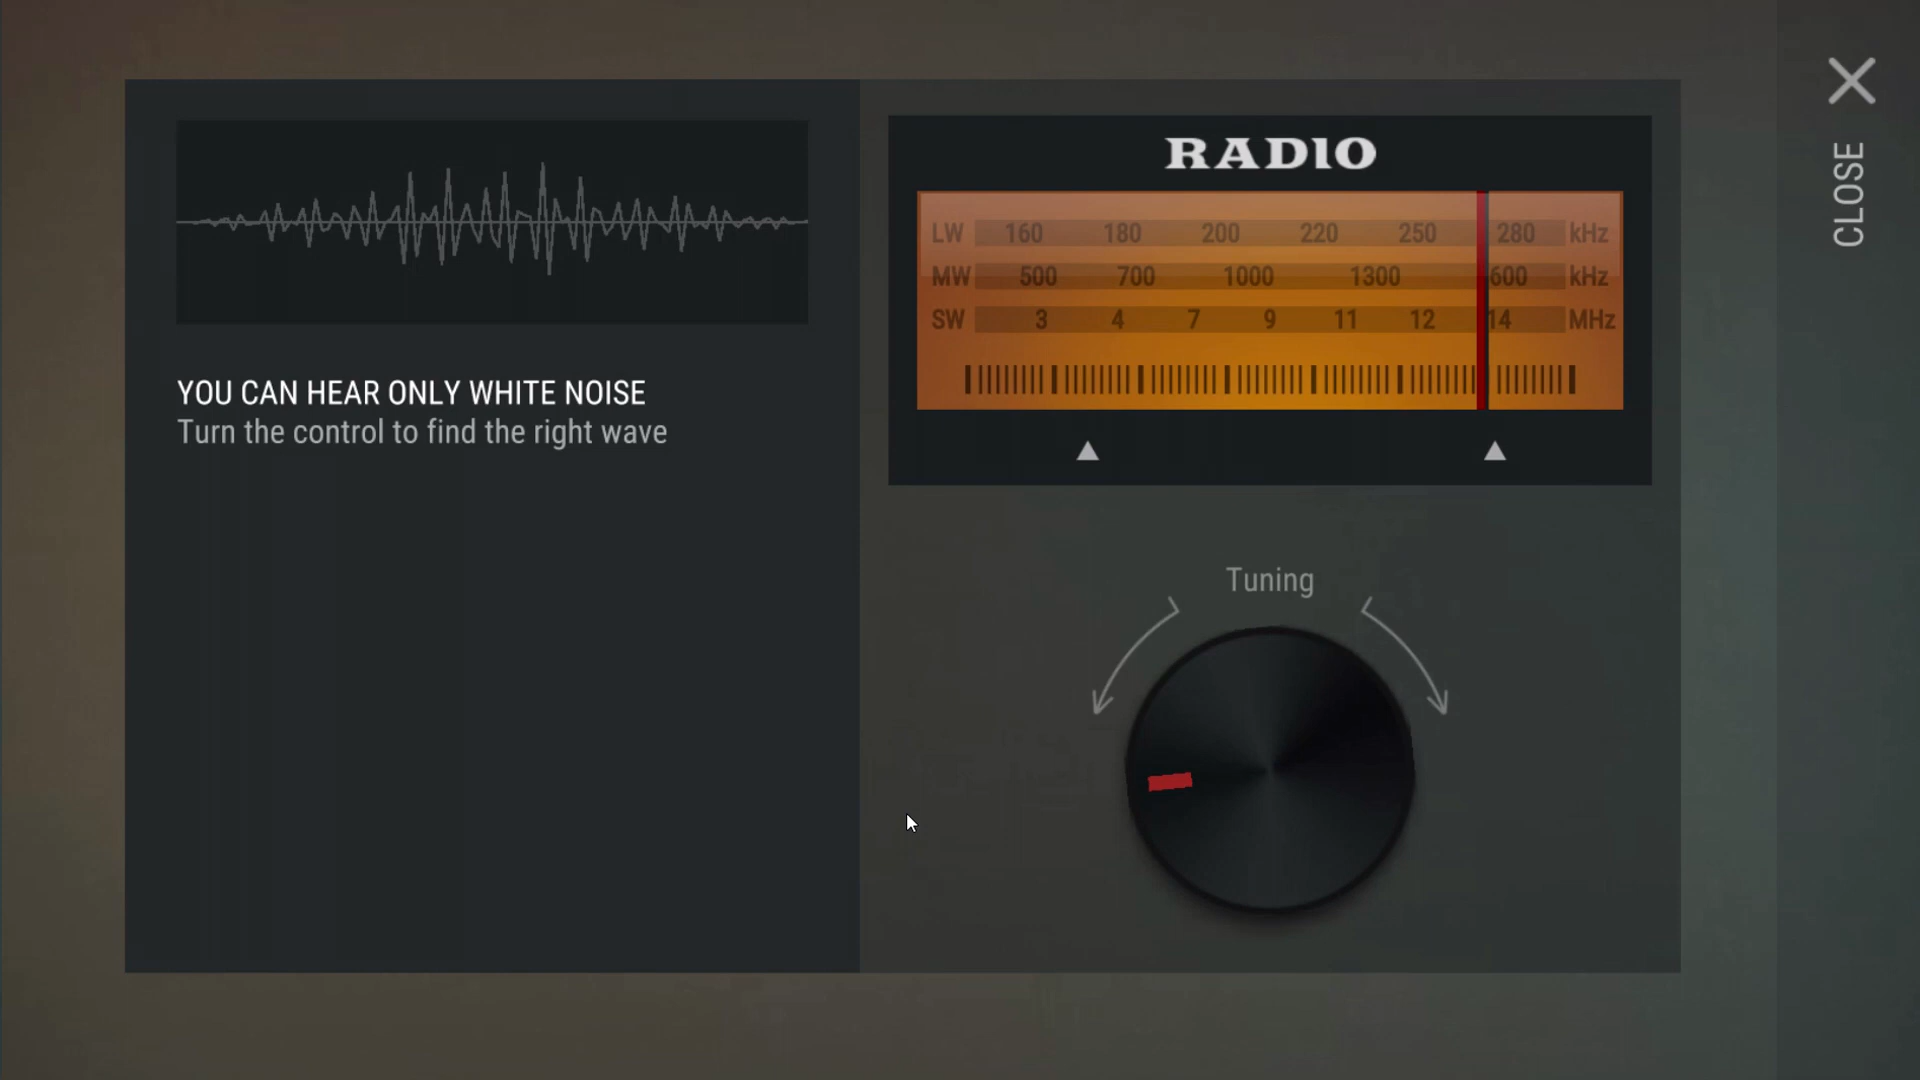 RADIO
LW 160 180 200 220 250 280 kHz
MW 500 700 1000 1300 600 kHz
SW 3 4 7 9 11 12 14 MHz
YOU CAN HEAR ONLY WHITE NOISE
Turn the control to find the right wave
Tuning
CLOSE